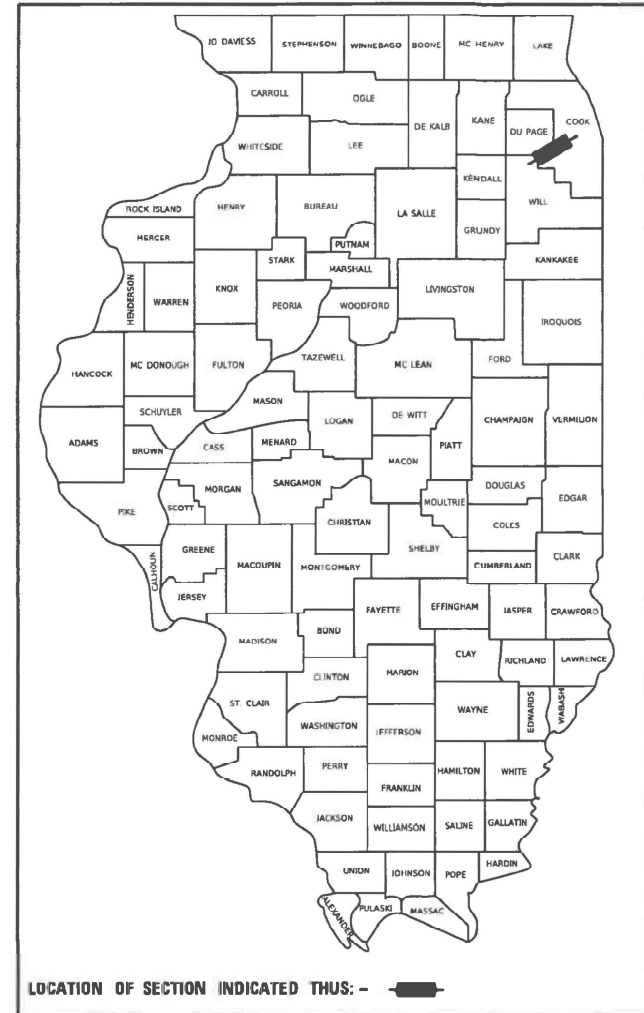 JO DAVIESS STEPHENSON WINNEBAGO BOONE MC HENRY LAKE
CARROLL OGLE DE KALB KANE DU PAGE COOK
WHITESIDE LEE KENDALL WILL
ROCK ISLAND HENRY BUREAU LA SALLE GRUNDY
MERCER PUTNAM KANKAKEE
STARK MARSHALL
HENDERSON WARREN KNOX PEORIA WOODFORD LIVINGSTON IROQUOIS
HANCOCK MC DONOUGH FULTON TAZEWELL MC LEAN FORD
SCHUYLER MASON LOGAN DE WITT CHAMPAIGN VERMILION
ADAMS BROWN CASS MENARD MACON PIATT
PIKE SCOTT MORGAN SANGAMON CHRISTIAN MOULTRIE DOUGLAS EDGAR
COLES
CALHOUN GREENE MACOUPIN MONTGOMERY SHELBY CUMBERLAND CLARK
JERSEY FAYETTE EFFINGHAM JASPER CRAWFORD
MADISON BOND CLAY RICHLAND LAWRENCE
CLINTON MARION
ST. CLAIR WASHINGTON JEFFERSON WAYNE EDWARDS WABASH
MONROE
RANDOLPH PERRY FRANKLIN HAMILTON WHITE
JACKSON WILLIAMSON SALINE GALLATIN
UNION JOHNSON POPE HARDIN
ALEXANDER PULASKI MASSAC
LOCATION OF SECTION INDICATED THUS: -